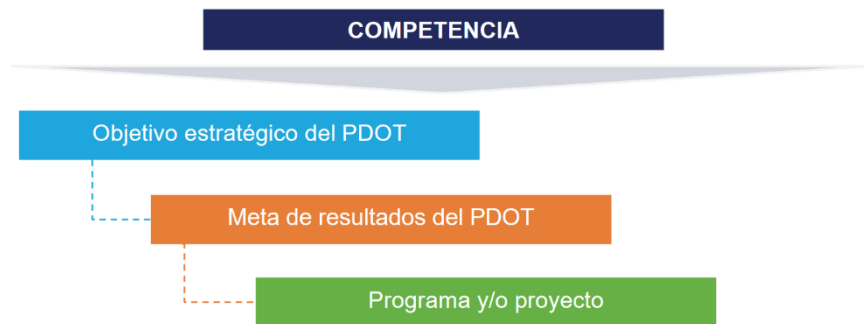 COMPETENCIA
Objetivo estratégico del PDOT
Meta de resultados del PDOT
Programa y/o proyecto